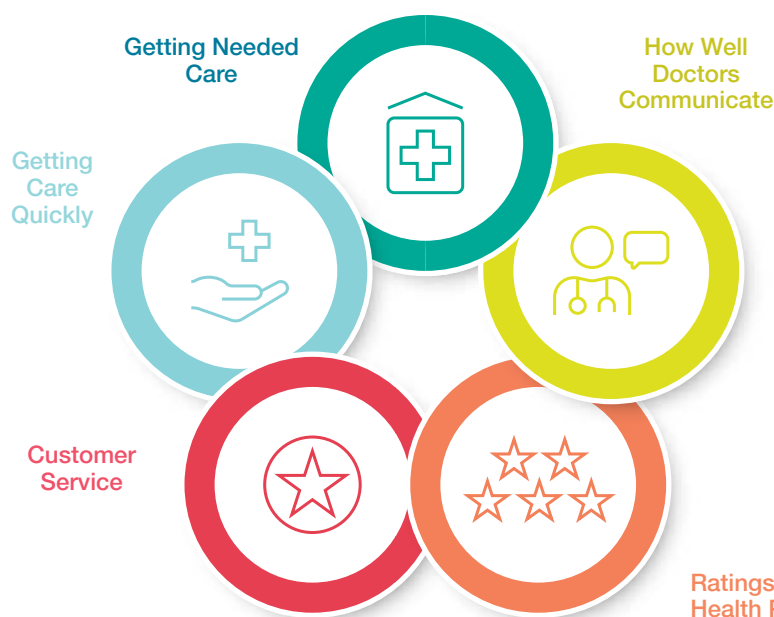 Getting Needed
Care
How Well
Doctors
Communicate
Getting
Care
Quickly
Customer
Service
Ratings
Health